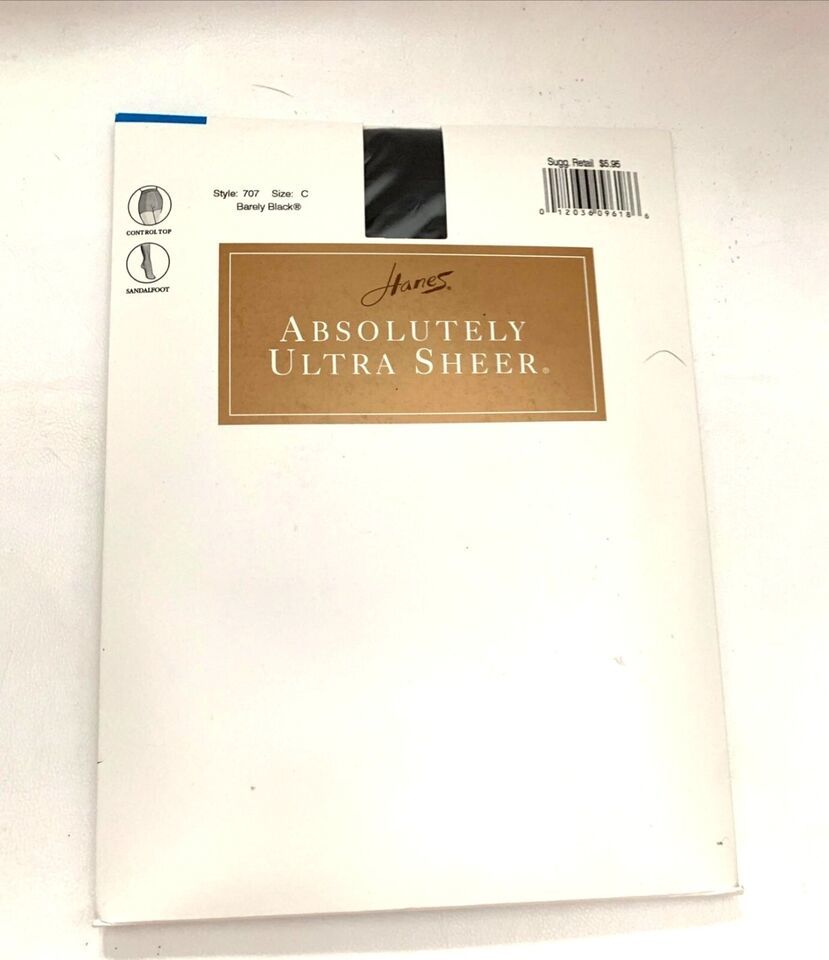 Sugg. Retail $5.95
Style: 707 Size: C
Barely Black®
0 12036 09618 6
CONTROL TOP
SANDALFOOT
Hanes®
ABSOLUTELY
ULTRA SHEER®